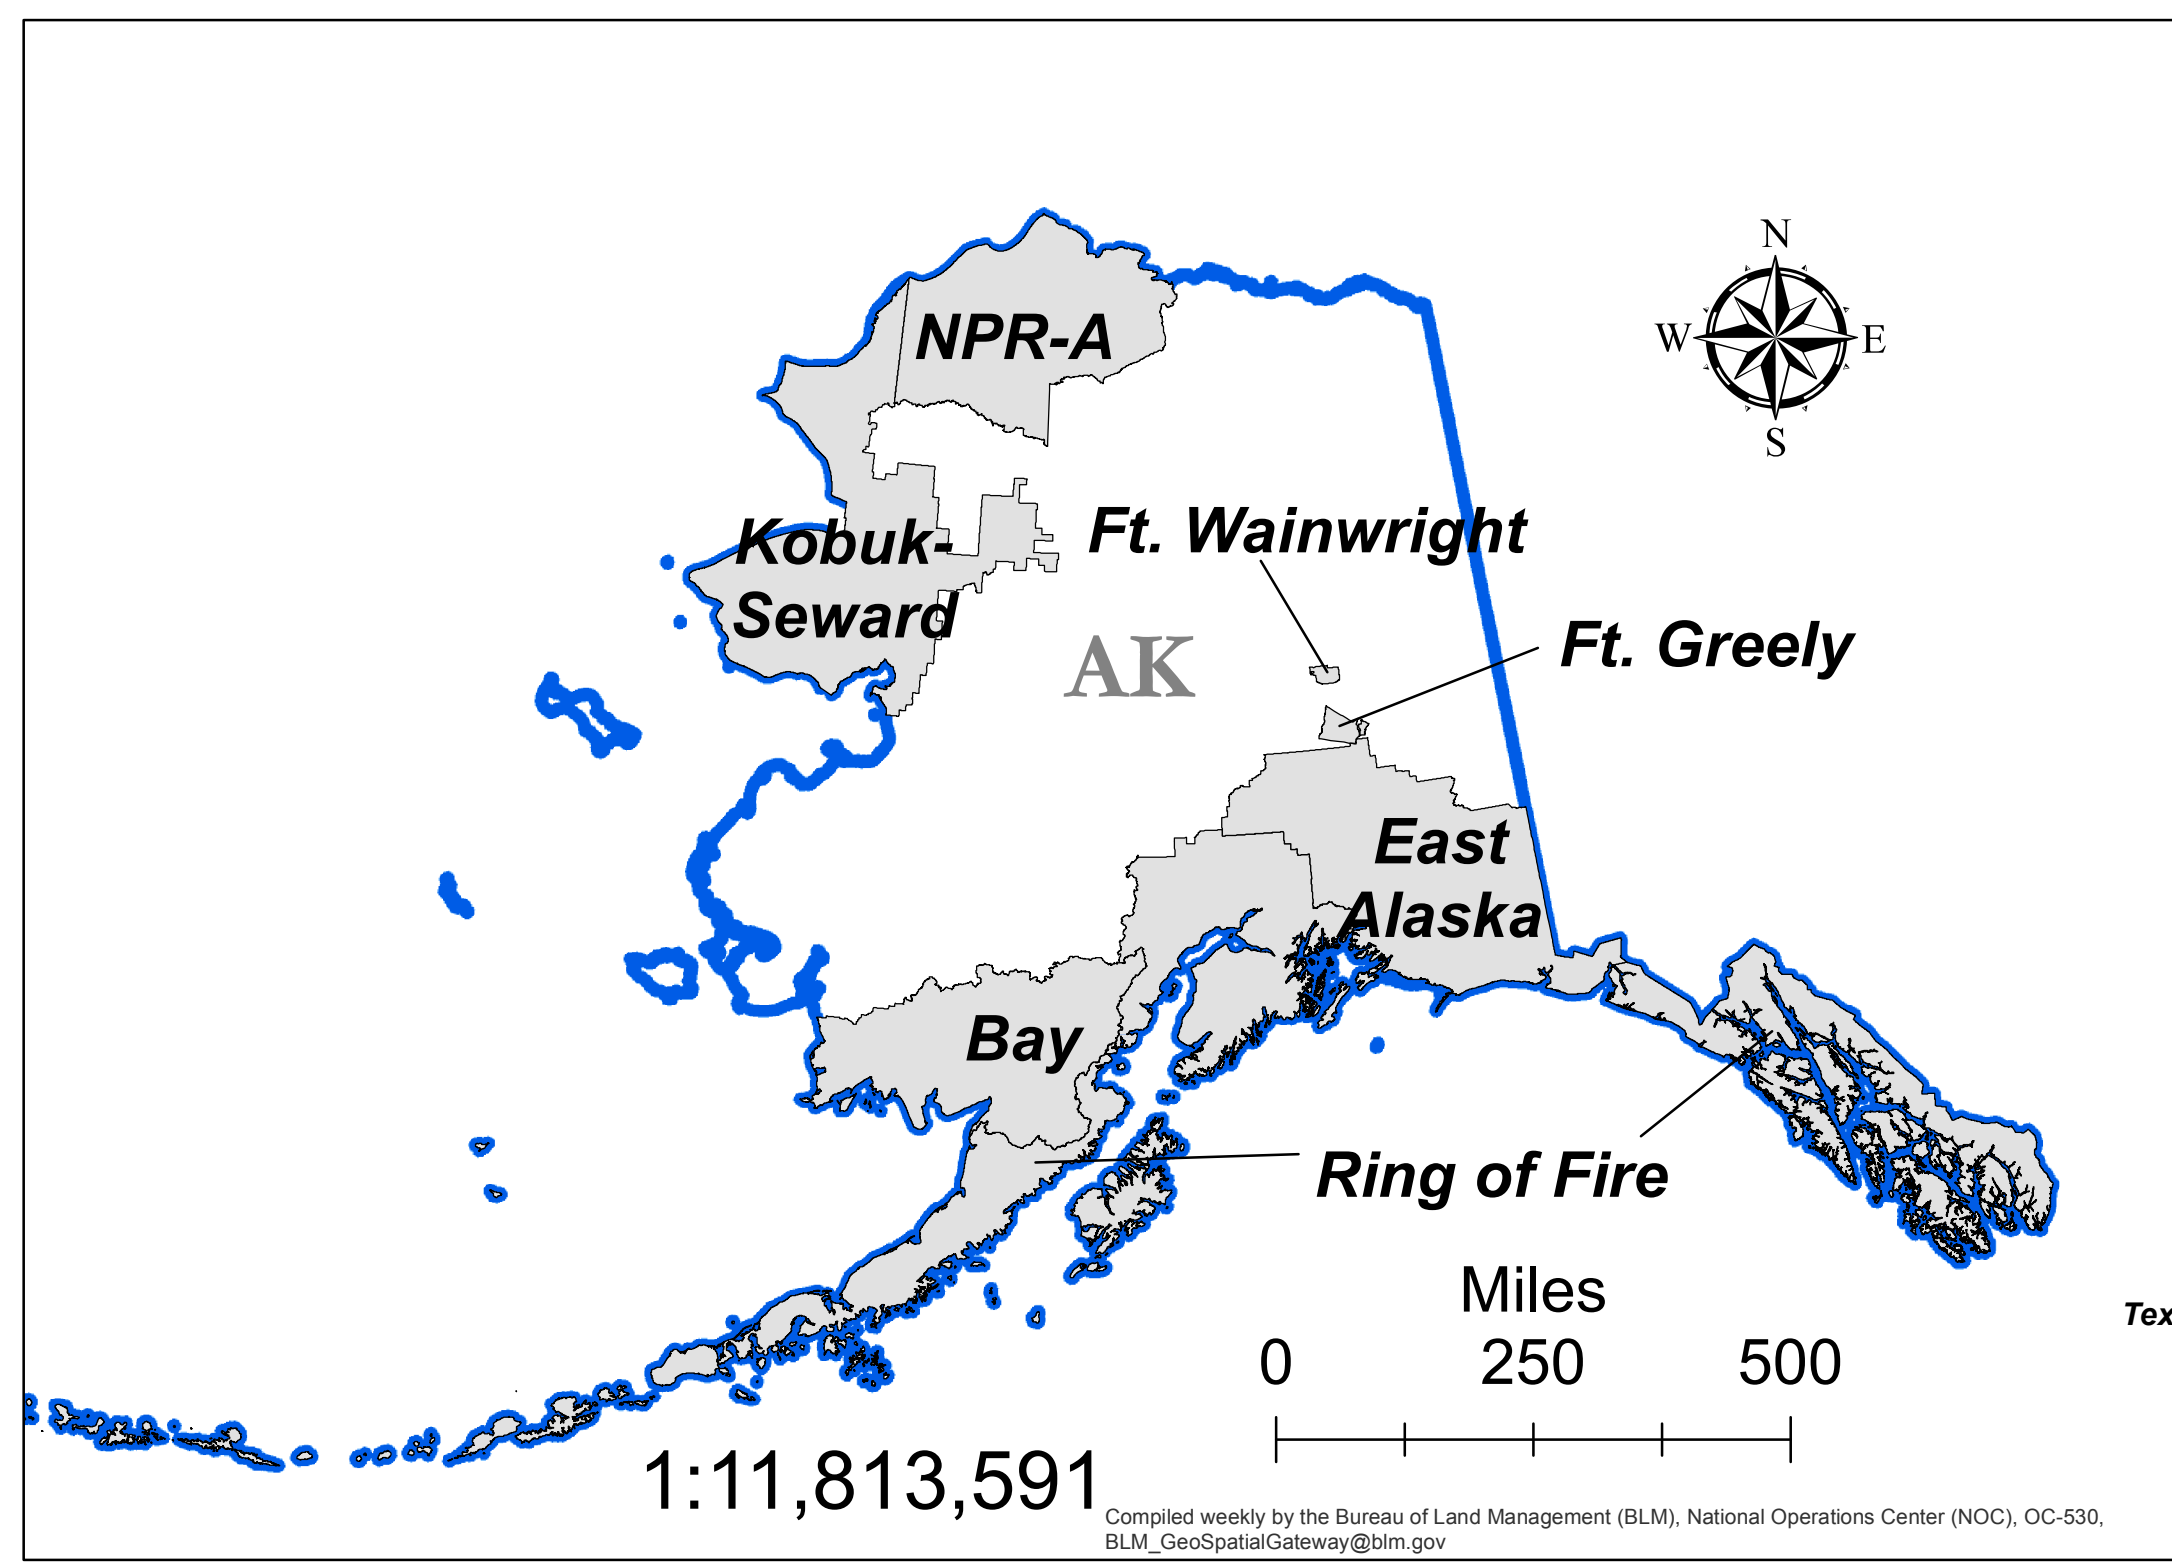 N
W
E
S
NPR-A
Kobuk-
Seward
Ft. Wainwright
Ft. Greely
AK
East
Alaska
Bay
Ring of Fire
Miles
0 250 500
Tex
1:11,813,591
Compiled weekly by the Bureau of Land Management (BLM), National Operations Center (NOC), OC-530,
BLM_GeoSpatialGateway@blm.gov